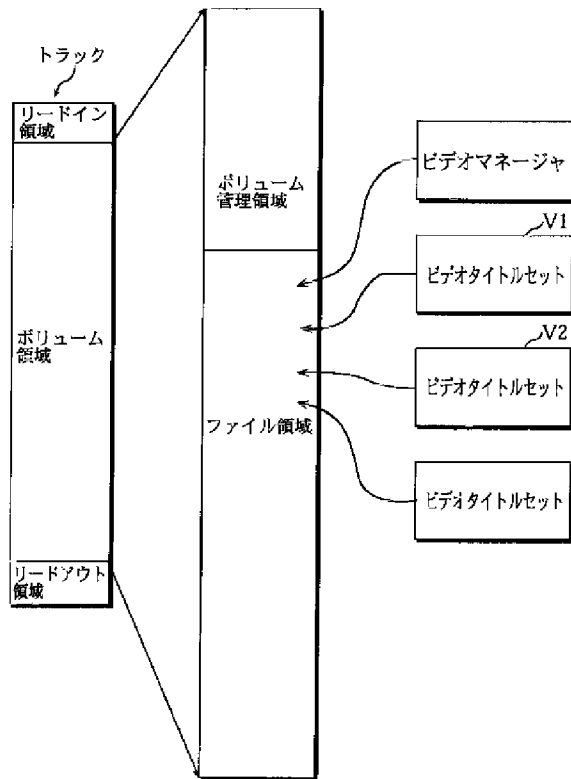 トラック
リードイン
領域
ボリューム
領域
リードアウト
領域
ボリューム
管理領域
ファイル領域
ビデオマネージャ
V1
ビデオタイトルセット
V2
ビデオタイトルセット
ビデオタイトルセット